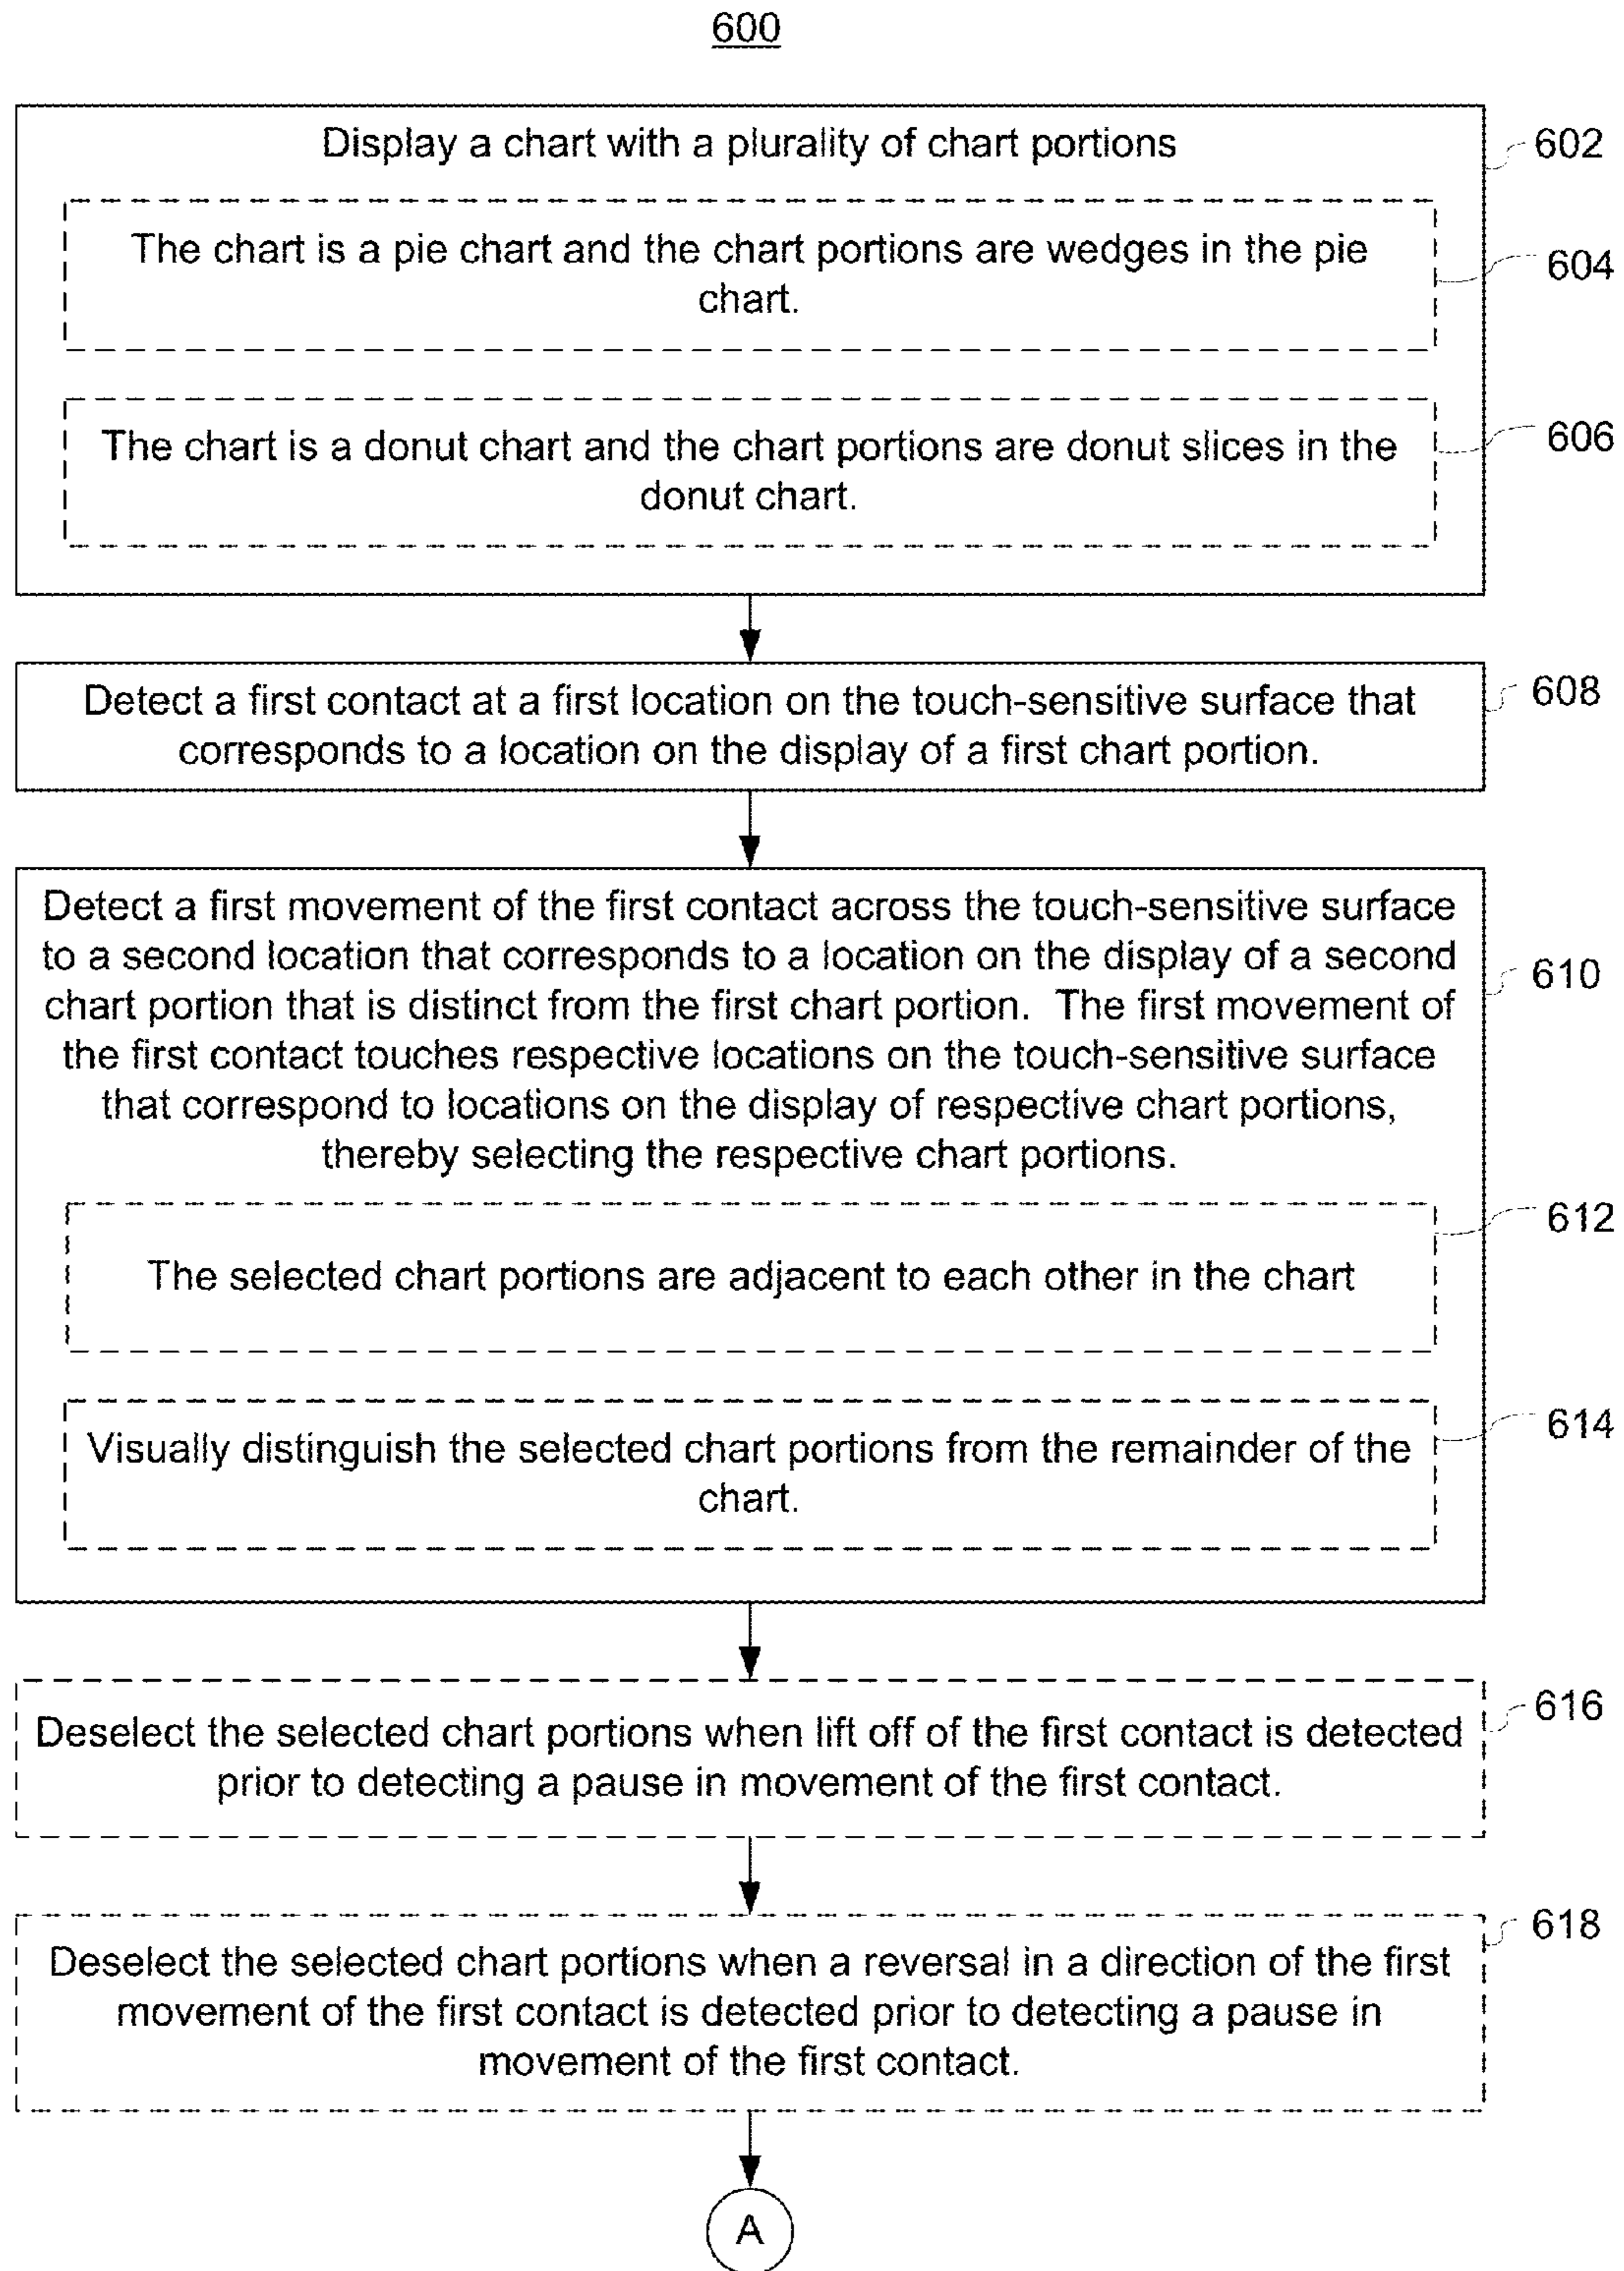 600
Display a chart with a plurality of chart portions
602
The chart is a pie chart and the chart portions are wedges in the pie
chart.
604
The chart is a donut chart and the chart portions are donut slices in the
donut chart.
606
Detect a first contact at a first location on the touch-sensitive surface that
corresponds to a location on the display of a first chart portion.
608
Detect a first movement of the first contact across the touch-sensitive surface
to a second location that corresponds to a location on the display of a second
chart portion that is distinct from the first chart portion.  The first movement of
the first contact touches respective locations on the touch-sensitive surface
that correspond to locations on the display of respective chart portions,
thereby selecting the respective chart portions.
610
The selected chart portions are adjacent to each other in the chart
612
Visually distinguish the selected chart portions from the remainder of the
chart.
614
Deselect the selected chart portions when lift off of the first contact is detected
prior to detecting a pause in movement of the first contact.
616
Deselect the selected chart portions when a reversal in a direction of the first
movement of the first contact is detected prior to detecting a pause in
movement of the first contact.
618
A